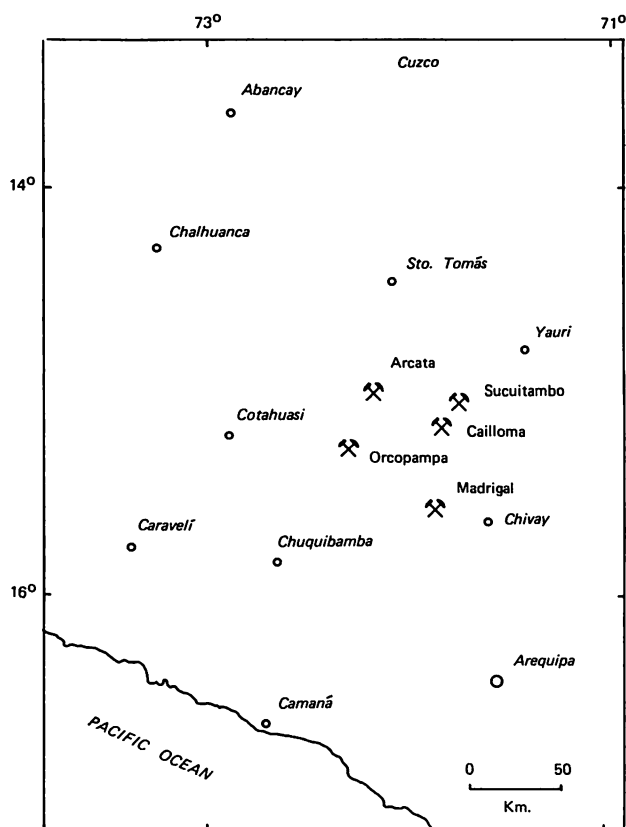 73° 71°
Cuzco
Abancay
14°
Chalhuanca
Sto. Tomás
Yauri
Arcata
Sucuitambo
Cotahuasi
Cailloma
Orcopampa
Madrigal
Chivay
Caravelí
Chuquibamba
16°
Arequipa
Camaná
PACIFIC OCEAN
0 50
Km.